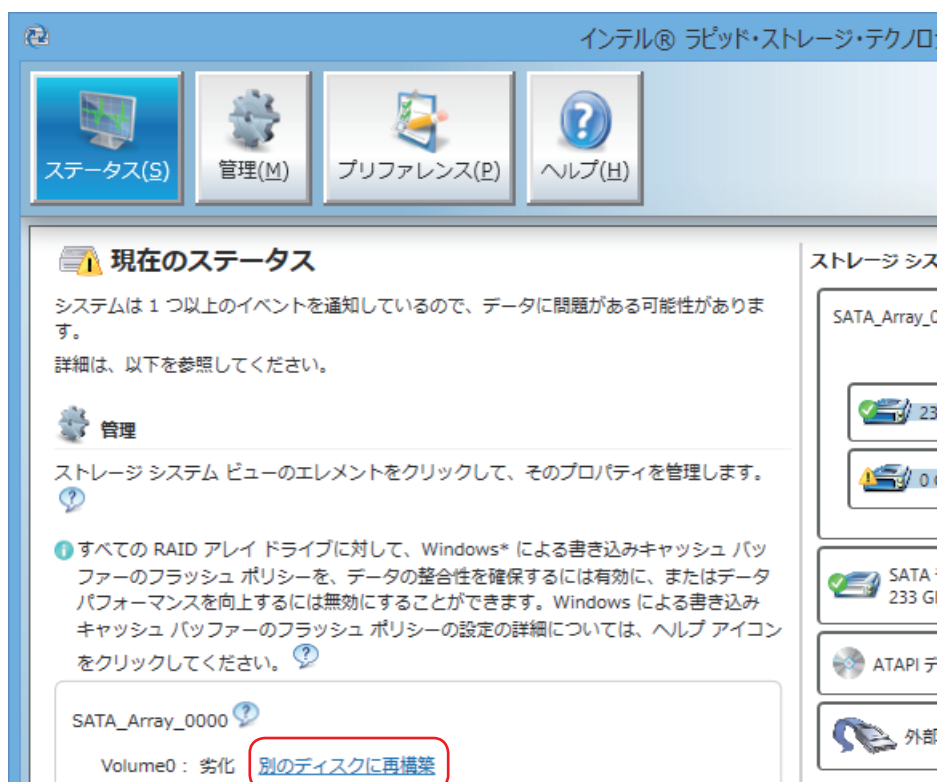 インテル® ラピッド・ストレージ・テクノロ
ステータス(S)
管理(M)
プリファレンス(P)
ヘルプ(H)
現在のステータス
システムは 1 つ以上のイベントを通知しているので、データに問題がある可能性がありま
す。
詳細は、以下を参照してください。
管理
ストレージ システム ビューのエレメントをクリックして、そのプロパティを管理します。
すべての RAID アレイ ドライブに対して、Windows* による書き込みキャッシュ バッ
ファーのフラッシュ ポリシーを、データの整合性を確保するには有効に、またはデータ
パフォーマンスを向上するには無効にすることができます。Windows による書き込み
キャッシュ バッファーのフラッシュ ポリシーの設定の詳細については、ヘルプ アイコン
をクリックしてください。
SATA_Array_0000
Volume0： 劣化 別のディスクに再構築
ストレージ シス
SATA_Array_0
23
0
SATA
233 G
ATAPI デ
外部